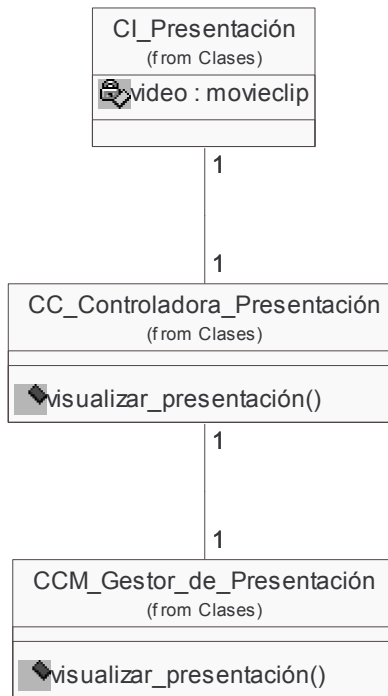 CI_Presentación
(from Clases)
video : movieclip
1
1
CC_Controladora_Presentación
(from Clases)
visualizar_presentación()
1
1
CCM_Gestor_de_Presentación
(from Clases)
visualizar_presentación()